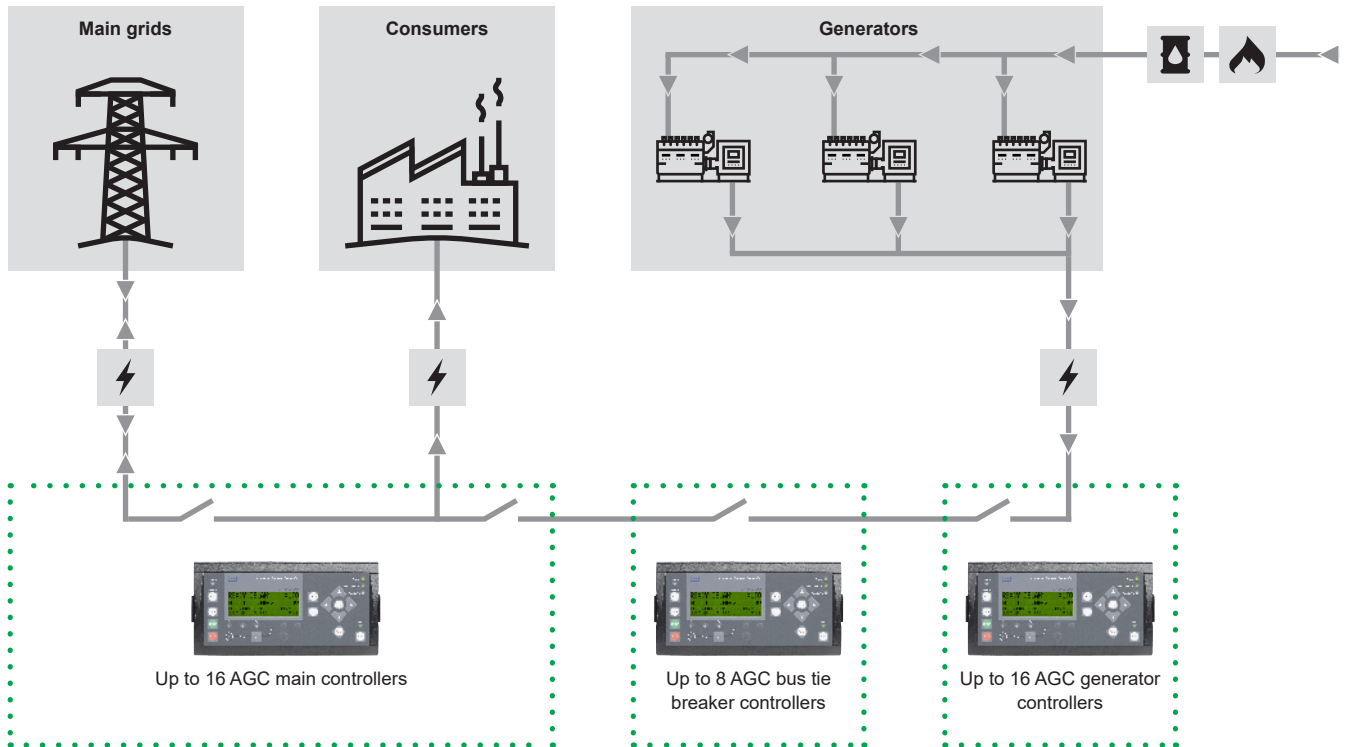 Main grids
Consumers
Generators
Up to 16 AGC main controllers
Up to 8 AGC bus tie
breaker controllers
Up to 16 AGC generator
controllers